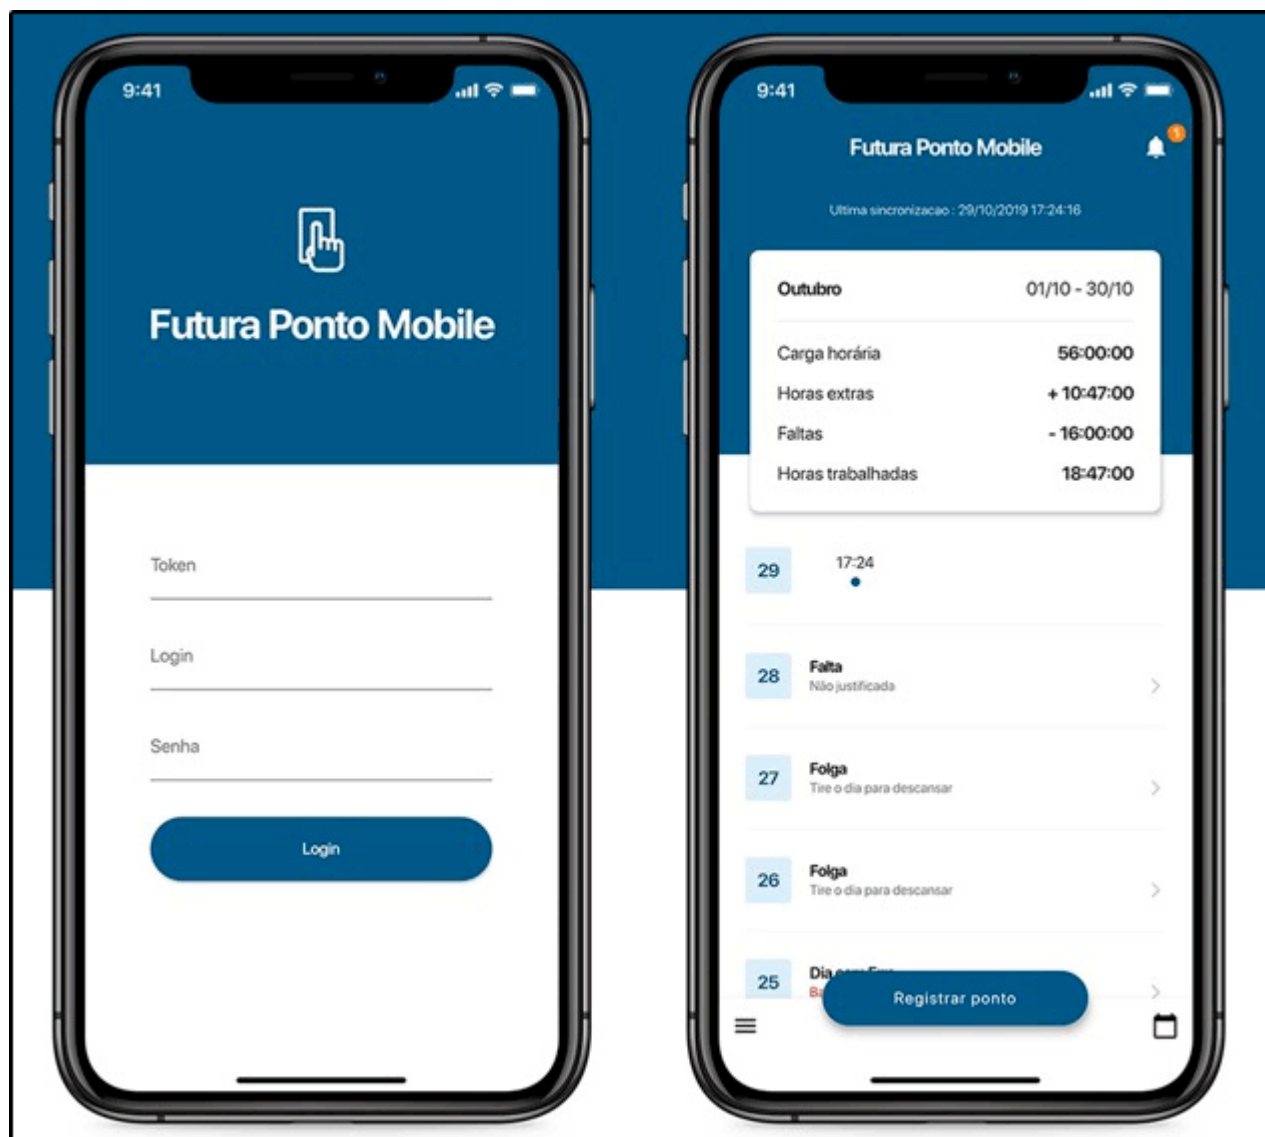 9:41
Futura Ponto Mobile
Token
Login
Senha
Login
9:41
Futura Ponto Mobile
1
Ultima sincronizacao : 29/10/2019 17:24:16
Outubro 01/10 - 30/10
Carga horária 56:00:00
Horas extras + 10:47:00
Faltas - 16:00:00
Horas trabalhadas 18:47:00
29 17:24
28 Falta
Não justificada
27 Folga
Tire o dia para descansar
26 Folga
Tire o dia para descansar
25 Dia
Registrar ponto